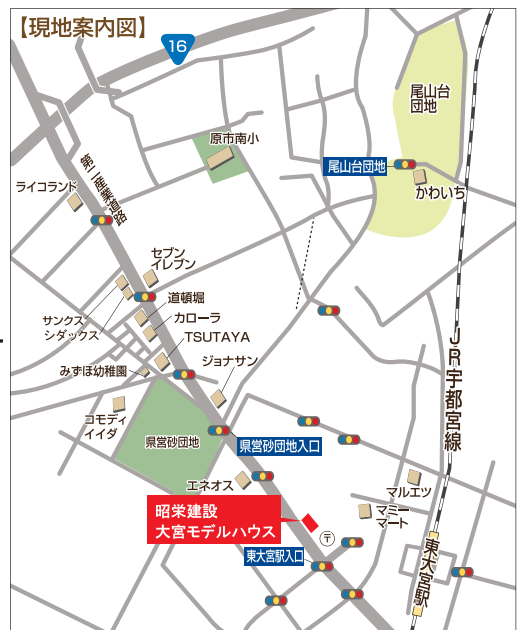 【現地案内図】
16
尾山台
団地
原市南小
尾山台団地
かわいち
第二産業道路
ライコランド
セブン
イレブン
サンクス
シダックス
道頓堀
カローラ
TSUTAYA
みずほ幼稚園
ジョナサン
コモディ
イイダ
県営砂団地
県営砂団地入口
JR宇都宮線
エネオス
マルエツ
マミー
マート
昭栄建設
大宮モデルハウス
〒
東大宮駅入口
東大宮駅